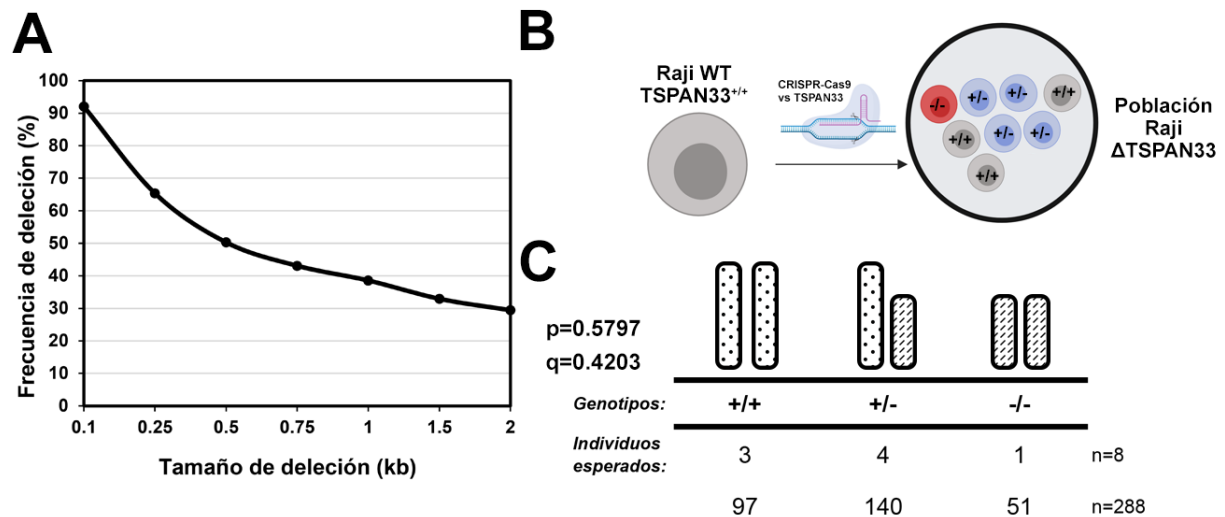 A
Frecuencia de deleción (%)
100
90
80
70
60
50
40
30
20
10
0
0.1 0.25 0.5 0.75 1 1.5 2
Tamaño de deleción (kb)
B
Raji WT
TSPAN33+/+
CRISPR-Cas9
vs TSPAN33
-/-
+/-
+/-
+/+
+/+
+/-
+/-
+/+
Población
Raji
ΔTSPAN33
C
p=0.5797
q=0.4203
Genotipos: +/+ +/- -/-
Individuos
esperados: 3 4 1 n=8
97 140 51 n=288